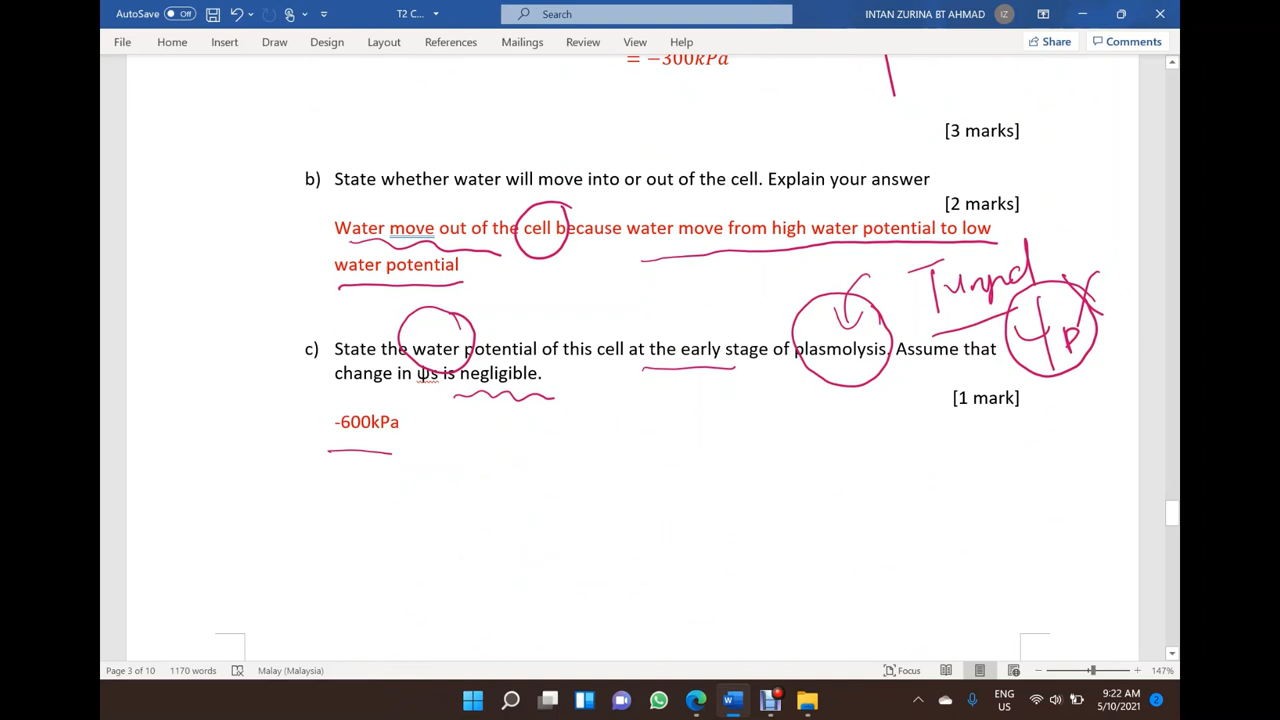 AutoSave Off T2 C... Search INTAN ZURINA BT AHMAD IZ
File Home Insert Draw Design Layout References Mailings Review View Help Share Comments
= −300kPa
[3 marks]
b) State whether water will move into or out of the cell. Explain your answer
[2 marks]
Water move out of the cell because water move from high water potential to low
water potential
Turgid
ψp
c) State the water potential of this cell at the early stage of plasmolysis. Assume that
change in ψs is negligible.
[1 mark]
-600kPa
Page 3 of 10 1170 words Malay (Malaysia) Focus 147%
ENG 9:22 AM
US 5/10/2021 2